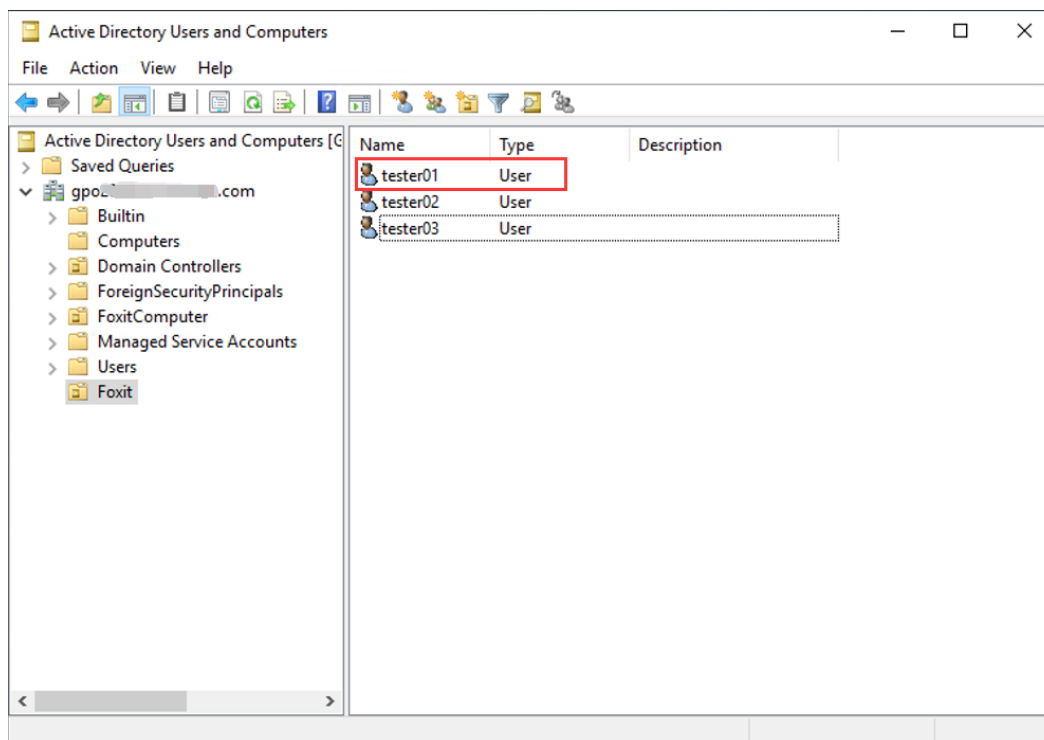 Active Directory Users and Computers
File Action View Help
Active Directory Users and Computers [G
Saved Queries
.com
Builtin
Computers
Domain Controllers
ForeignSecurityPrincipals
FoxitComputer
Managed Service Accounts
Users
Foxit
Name Type Description
tester01 User
tester02 User
tester03 User